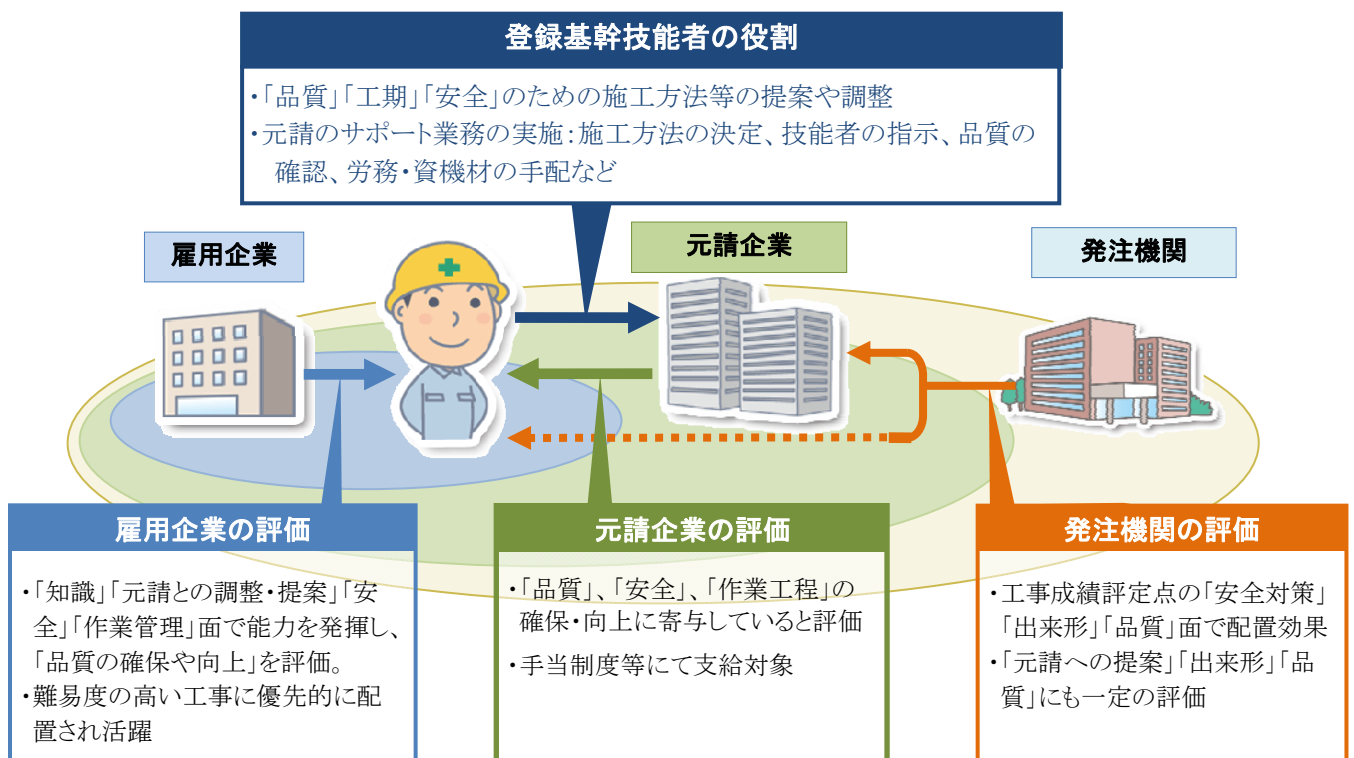 登録基幹技能者の役割
・「品質」「工期」「安全」のための施工方法等の提案や調整
・元請のサポート業務の実施：施工方法の決定、技能者の指示、品質の
確認、労務・資機材の手配など
雇用企業
元請企業
発注機関
雇用企業の評価
・「知識」「元請との調整・提案」「安
全」「作業管理」面で能力を発揮し、
「品質の確保や向上」を評価。
・難易度の高い工事に優先的に配
置され活躍
元請企業の評価
・「品質」、「安全」、「作業工程」の
確保・向上に寄与していると評価
・手当制度等にて支給対象
発注機関の評価
・工事成績評定点の「安全対策」
「出来形」「品質」面で配置効果
・「元請への提案」「出来形」「品
質」にも一定の評価